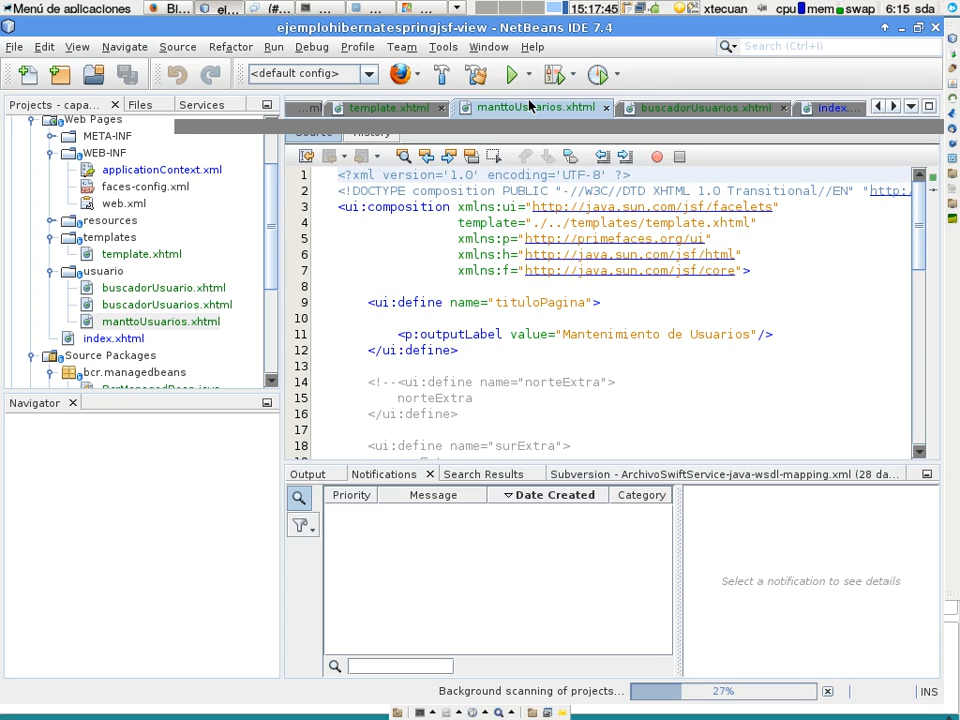 Menú de aplicaciones Bl... el... (#... ... ... ... 15:17:45 xtecuan cpu mem swap 6:15 sda
ejemplohibernatespringjsf-view - NetBeans IDE 7.4
File Edit View Navigate Source Refactor Run Debug Profile Team Tools Window Help
Search (Ctrl+I)
<default config>
Projects - capa... Files Services
...ml template.xhtml manttoUsuarios.xhtml buscadorUsuarios.xhtml index....
Web Pages
META-INF
WEB-INF
applicationContext.xml
faces-config.xml
web.xml
resources
templates
template.xhtml
usuario
buscadorUsuario.xhtml
buscadorUsuarios.xhtml
manttoUsuarios.xhtml
index.xhtml
Source Packages
bcr.managedbeans
Navigator
Source History
1 <?xml version='1.0' encoding='UTF-8' ?>
2 <!DOCTYPE composition PUBLIC "-//W3C//DTD XHTML 1.0 Transitional//EN" "http:/
3 <ui:composition xmlns:ui="http://java.sun.com/jsf/facelets"
4 template="./../templates/template.xhtml"
5 xmlns:p="http://primefaces.org/ui"
6 xmlns:h="http://java.sun.com/jsf/html"
7 xmlns:f="http://java.sun.com/jsf/core">
8
9 <ui:define name="tituloPagina">
10
11 <p:outputLabel value="Mantenimiento de Usuarios"/>
12 </ui:define>
13
14 <!--<ui:define name="norteExtra">
15 norteExtra
16 </ui:define>
17
18 <ui:define name="surExtra">
Output Notifications Search Results Subversion - ArchivoSwiftService-java-wsdl-mapping.xml (28 da...
Priority Message Date Created Category
Select a notification to see details
Background scanning of projects... 27% INS